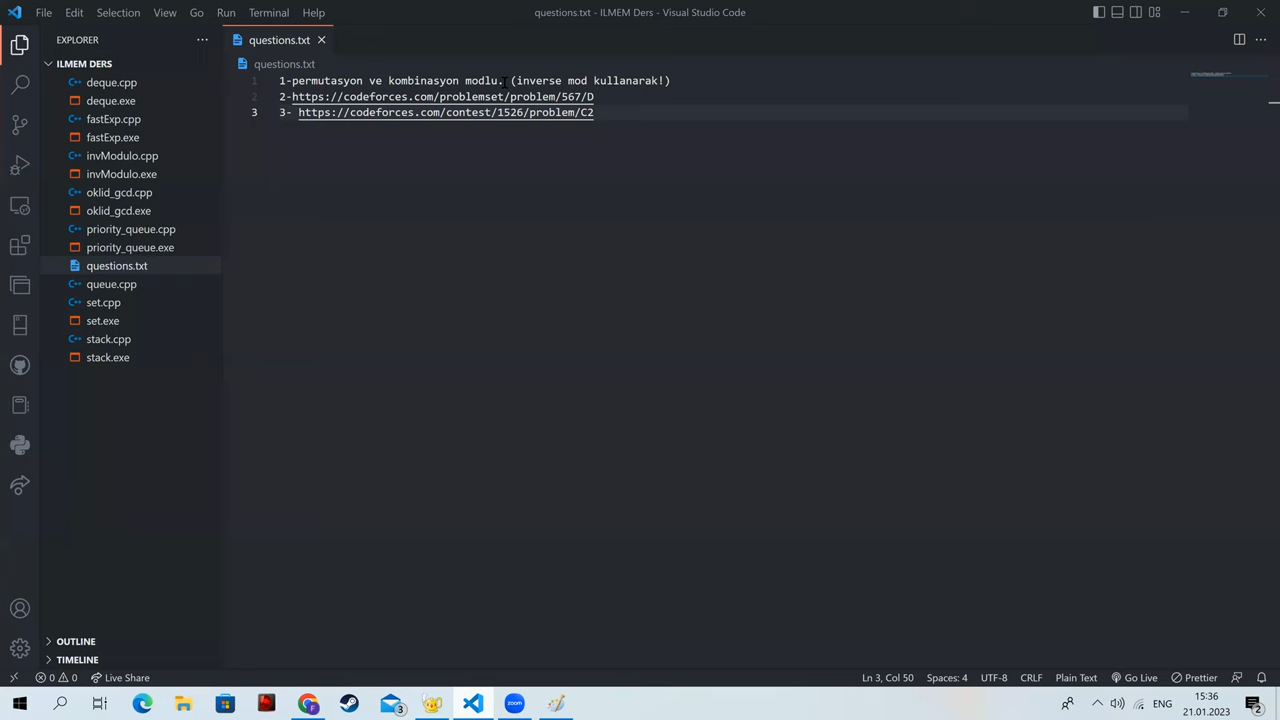 File Edit Selection View Go Run Terminal Help
questions.txt - ILMEM Ders - Visual Studio Code
EXPLORER
questions.txt
ILMEM DERS
deque.cpp
deque.exe
fastExp.cpp
fastExp.exe
invModulo.cpp
invModulo.exe
oklid_gcd.cpp
oklid_gcd.exe
priority_queue.cpp
priority_queue.exe
questions.txt
queue.cpp
set.cpp
set.exe
stack.cpp
stack.exe
OUTLINE
TIMELINE
questions.txt
1 1-permutasyon ve kombinasyon modlu. (inverse mod kullanarak!)
2 2-https://codeforces.com/problemset/problem/567/D
3 3- https://codeforces.com/contest/1526/problem/C2
0 0 Live Share
Ln 3, Col 50 Spaces: 4 UTF-8 CRLF Plain Text Go Live Prettier
3
F
zoom
ENG
15:36
21.01.2023
2